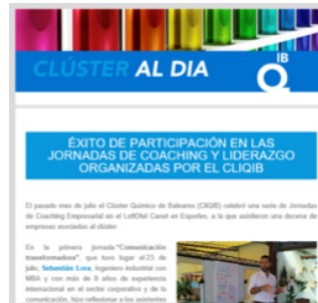 CLÚSTER AL DIA
IB
ÉXITO DE PARTICIPACIÓN EN LAS
JORNADAS DE COACHING Y LIDERAZGO
ORGANIZADAS POR EL CLIQIB
El pasado mes de julio el Clúster Químico de Baleares (CliQIB) celebró una serie de Jornadas
de Coaching Empresarial en el LoftOtel Canet en Esporles, a la que asistieron una docena de
empresas asociadas al clúster.
En la primera jornada "Comunicación
transformadora", que tuvo lugar el 23 de
julio, Sebastián Lora, ingeniero industrial con
MBA y con más de 8 años de experiencia
internacional en el sector corporativo y de la
comunicación, hizo reflexionar a los asistentes